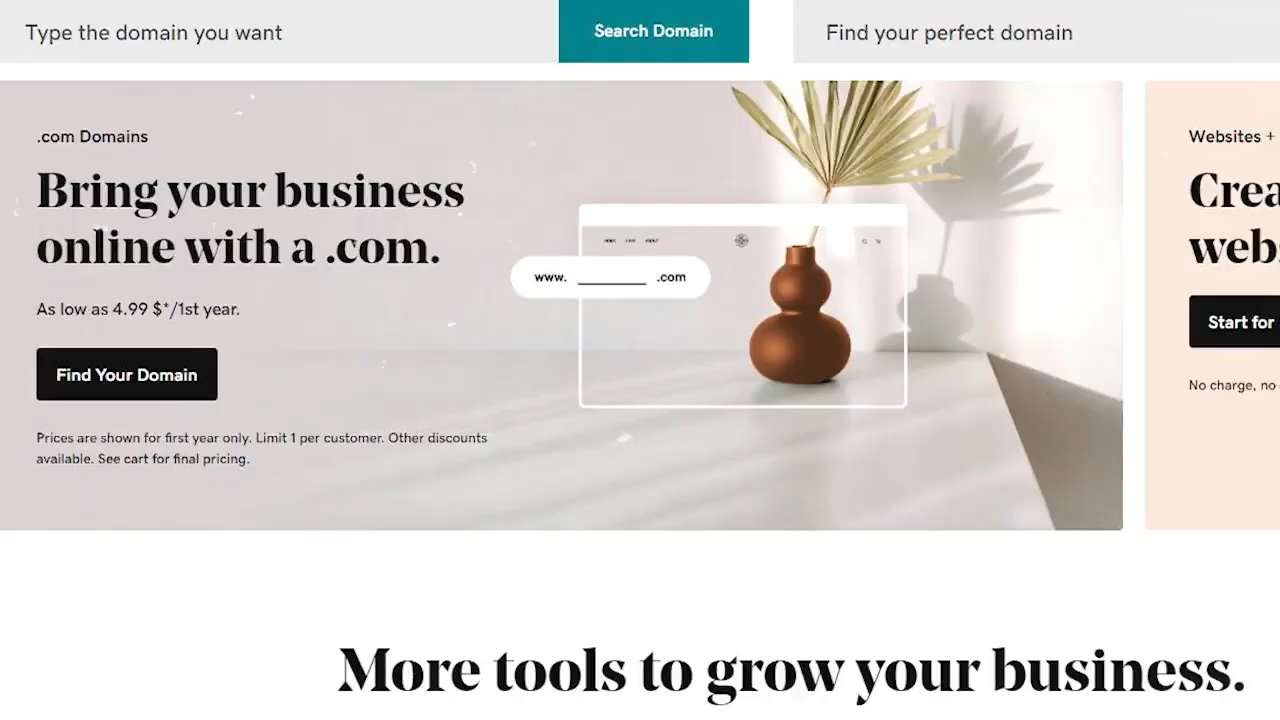 Type the domain you want
Search Domain
Find your perfect domain
.com Domains
Bring your business
online with a .com.
As low as 4.99 $*/1st year.
Find Your Domain
Prices are shown for first year only. Limit 1 per customer. Other discounts
available. See cart for final pricing.
www. ________ .com
Websites +
Crea
webs
Start for
No charge, no
More tools to grow your business.